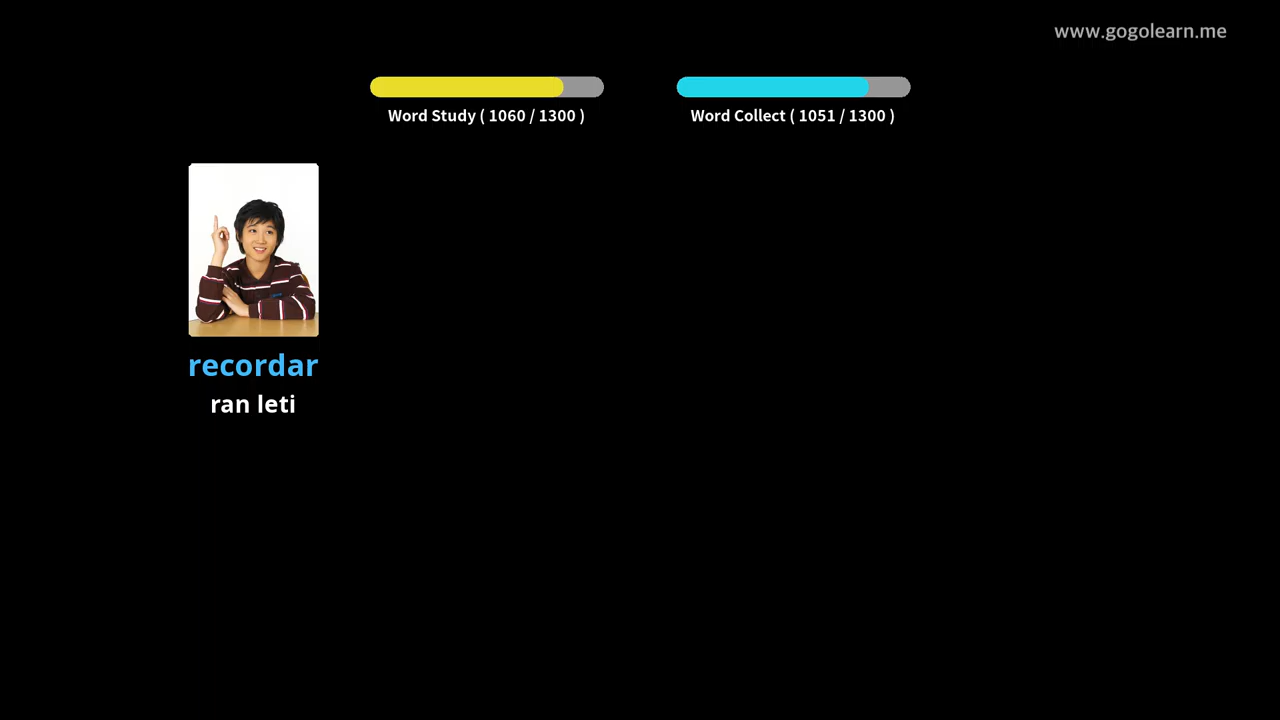 www.gogolearn.me
Word Study ( 1060 / 1300 )
Word Collect ( 1051 / 1300 )
recordar
ran leti